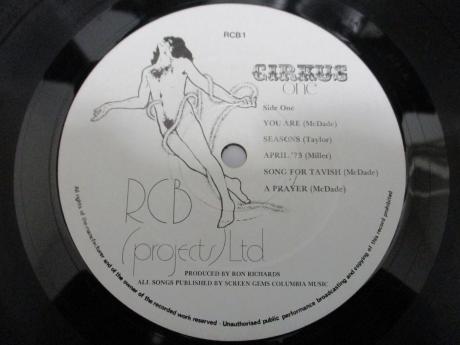 RCB1
CIRKUS
one
Side One
YOU ARE (McDade)
SEASONS (Taylor)
APRIL '73 (Miller)
SONG FOR TAVISH (McDade)
A PRAYER (McDade)
RCB
(projects) Ltd
PRODUCED BY RON RICHARDS
ALL SONGS PUBLISHED BY SCREEN GEMS COLUMBIA MUSIC
All rights of the manufacturer and of the owner of the recorded work reserved · Unauthorised public performance broadcasting and copying of this record prohibited